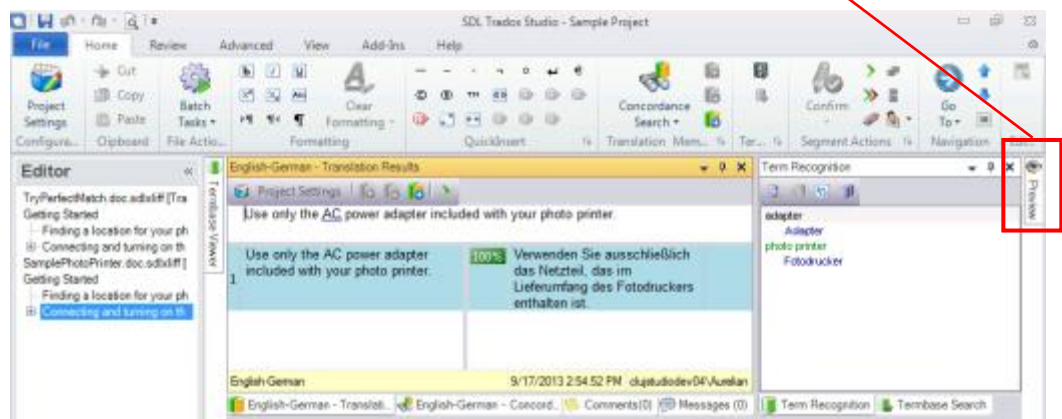 SDL Trados Studio - Sample Project
File Home Review Advanced View Add-Ins Help
Project Settings
Cut
Copy
Paste
Batch Tasks
Clear Formatting
Concordance Search
Confirm
Go To
Configura... Clipboard File Actio... Formatting QuickInsert Translation Mem... Ter... Segment Actions Navigation
Editor
TryPerfectMatch.doc.sdlxliff [Tra
Getting Started
Finding a location for your ph
Connecting and turning on th
SamplePhotoPrinter.doc.sdlxliff [
Getting Started
Finding a location for your ph
Connecting and turning on th
Termbase Viewer
English-German - Translation Results
Project Settings
Use only the AC power adapter included with your photo printer.
1
Use only the AC power adapter
included with your photo printer.
100%
Verwenden Sie ausschließlich
das Netzteil, das im
Lieferumfang des Fotodruckers
enthalten ist.
English-German 9/17/2013 2:54:52 PM clujstudiodev04\Aurelian
English-German - Translati... English-German - Concord... Comments(0) Messages (0)
Term Recognition
adapter
Adapter
photo printer
Fotodrucker
Term Recognition Termbase Search
Preview